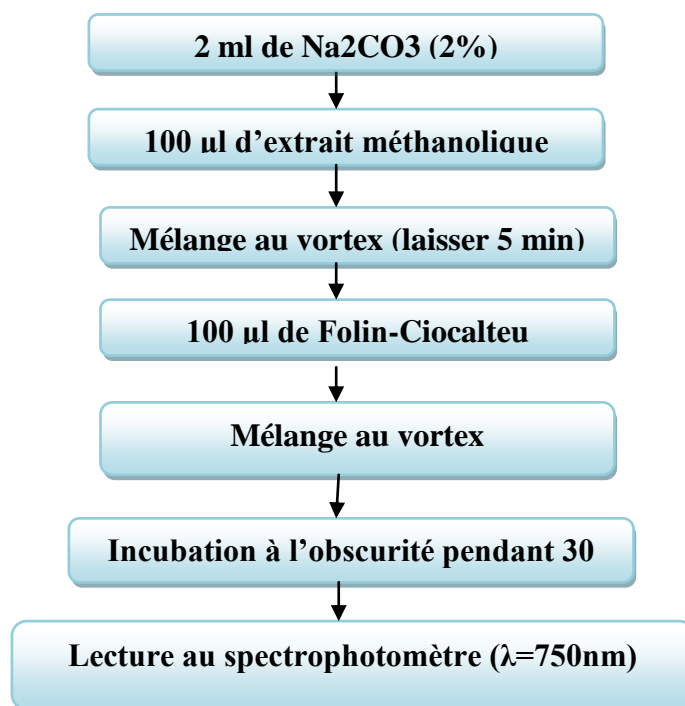 2 ml de Na2CO3 (2%)
100 µl d’extrait méthanolique
Mélange au vortex (laisser 5 min)
100 µl de Folin-Ciocalteu
Mélange au vortex
Incubation à l’obscurité pendant 30
Lecture au spectrophotomètre (λ=750nm)